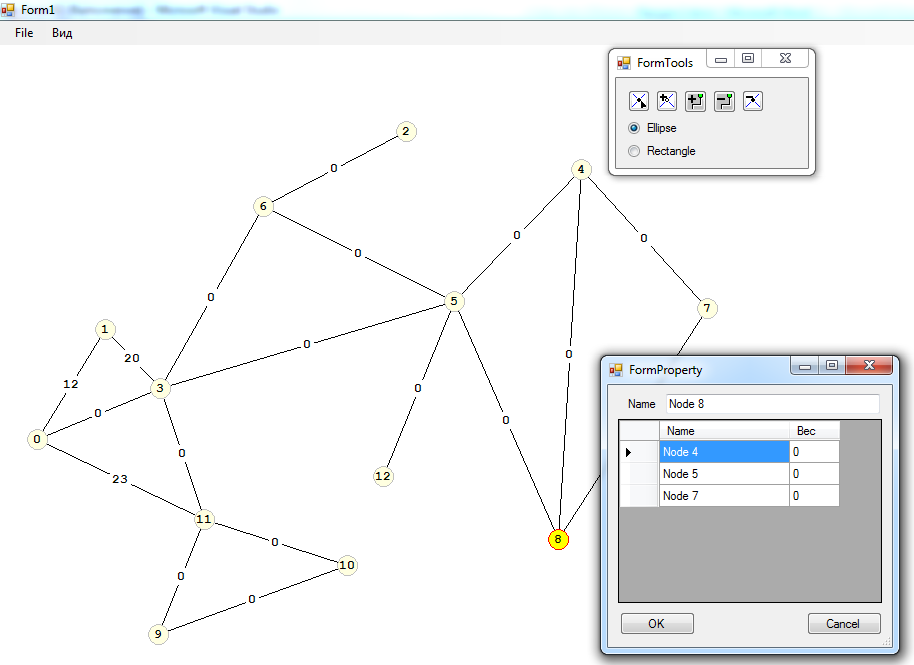 Form1
File Вид
FormTools
Ellipse
Rectangle
2
0
4
6
0
0
0
5
0
7
1
20
0
0
12
3
0
0
0
0
0
23
12
11
8
0
10
0
0
9
FormProperty
Name Node 8
Name Вес
Node 4 0
Node 5 0
Node 7 0
OK Cancel